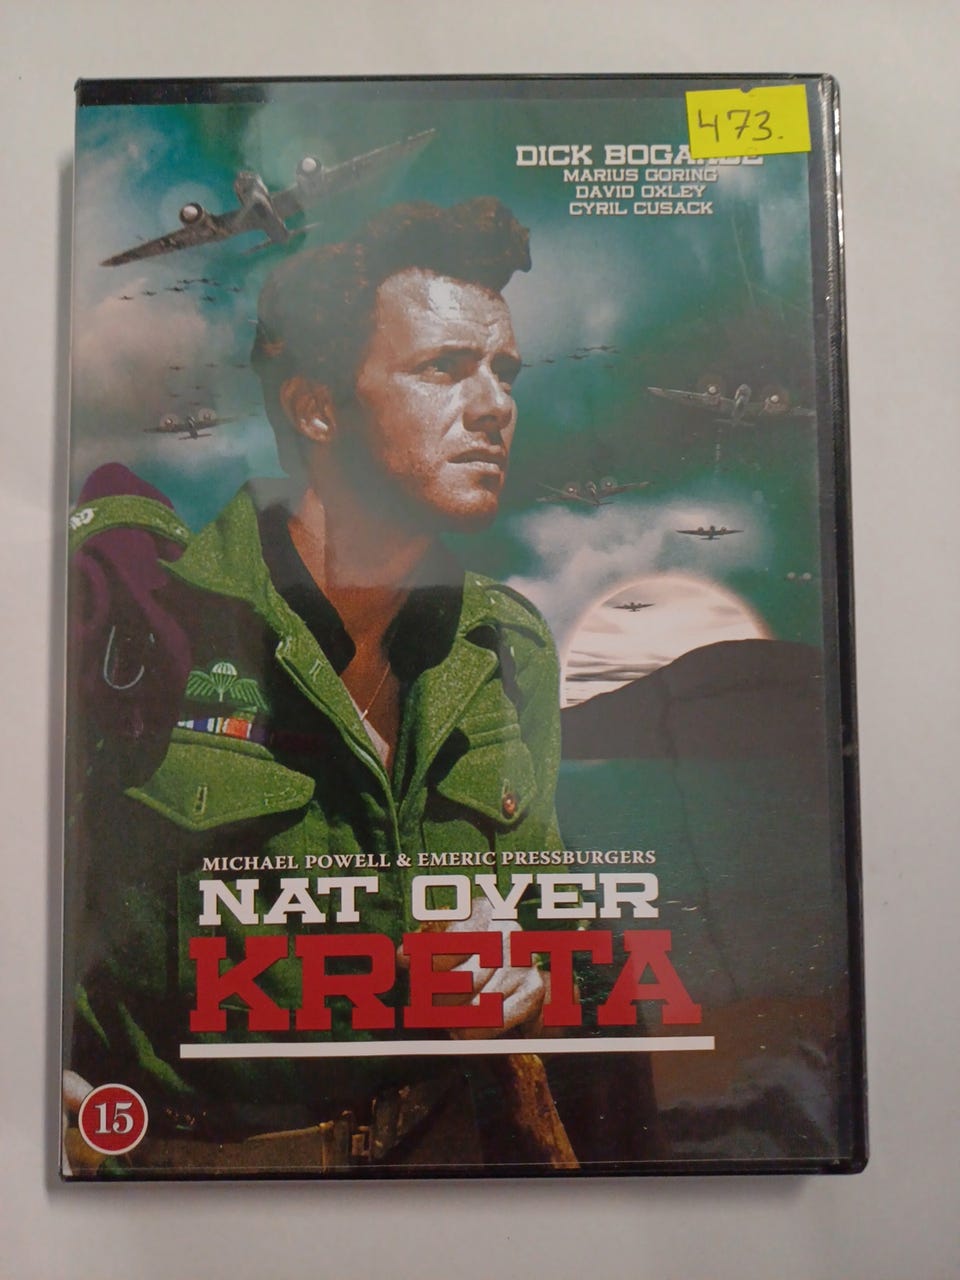 473.
DICK BOGARDE
MARIUS GORING
DAVID OXLEY
CYRIL CUSACK
MICHAEL POWELL & EMERIC PRESSBURGERS
NAT OVER
KRETA
15